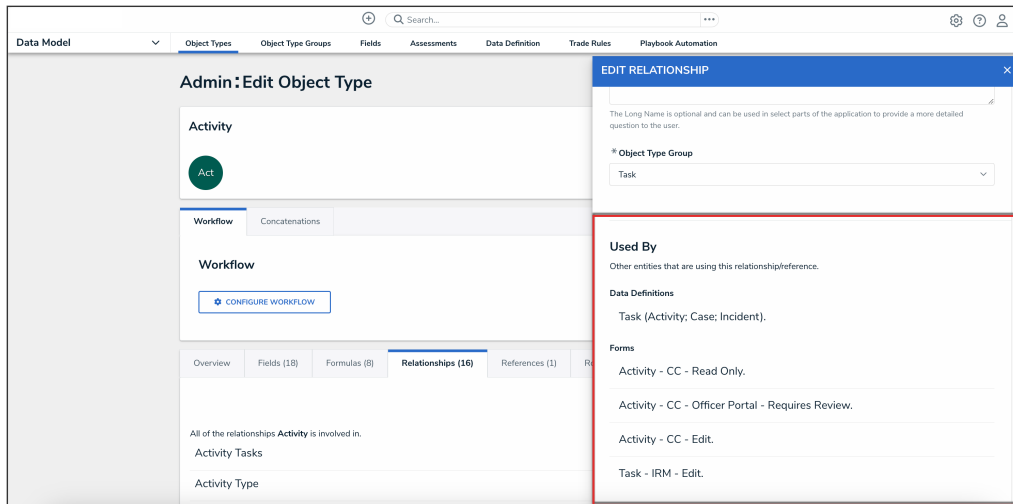 Search...
Data Model
Object Types
Object Type Groups
Fields
Assessments
Data Definition
Trade Rules
Playbook Automation
Admin:Edit Object Type
Activity
Act
Workflow
Concatenations
Workflow
CONFIGURE WORKFLOW
Overview
Fields (18)
Formulas (8)
Relationships (16)
References (1)
All of the relationships Activity is involved in.
Activity Tasks
Activity Type
EDIT RELATIONSHIP
The Long Name is optional and can be used in select parts of the application to provide a more detailed
question to the user.
*Object Type Group
Task
Used By
Other entities that are using this relationship/reference.
Data Definitions
Task (Activity; Case; Incident).
Forms
Activity - CC - Read Only.
Activity - CC - Officer Portal - Requires Review.
Activity - CC - Edit.
Task - IRM - Edit.